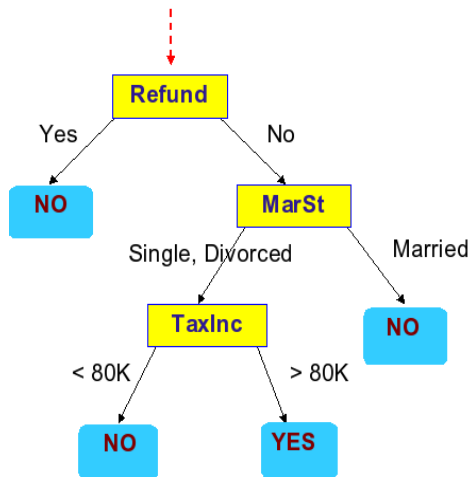 Refund
Yes
No
NO
MarSt
Single, Divorced
Married
TaxInc
NO
< 80K
> 80K
NO
YES